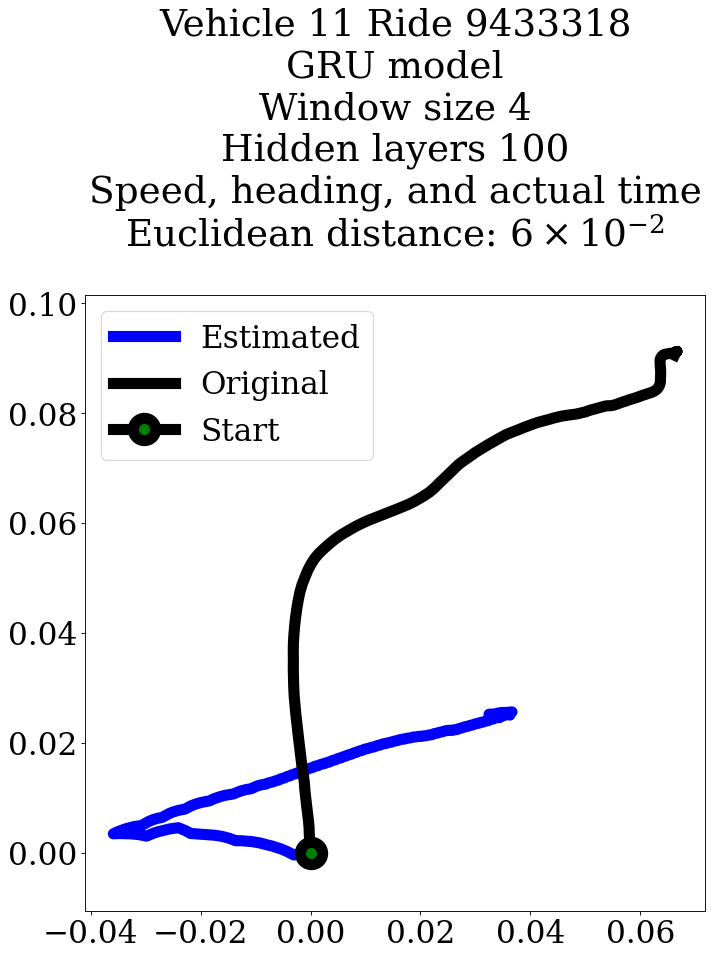 Vehicle 11 Ride 9433318
GRU model
Window size 4
Hidden layers 100
Speed, heading, and actual time
Euclidean distance: 6 × 10⁻²
Estimated
Original
Start
0.10
0.08
0.06
0.04
0.02
0.00
−0.04 −0.02 0.00 0.02 0.04 0.06